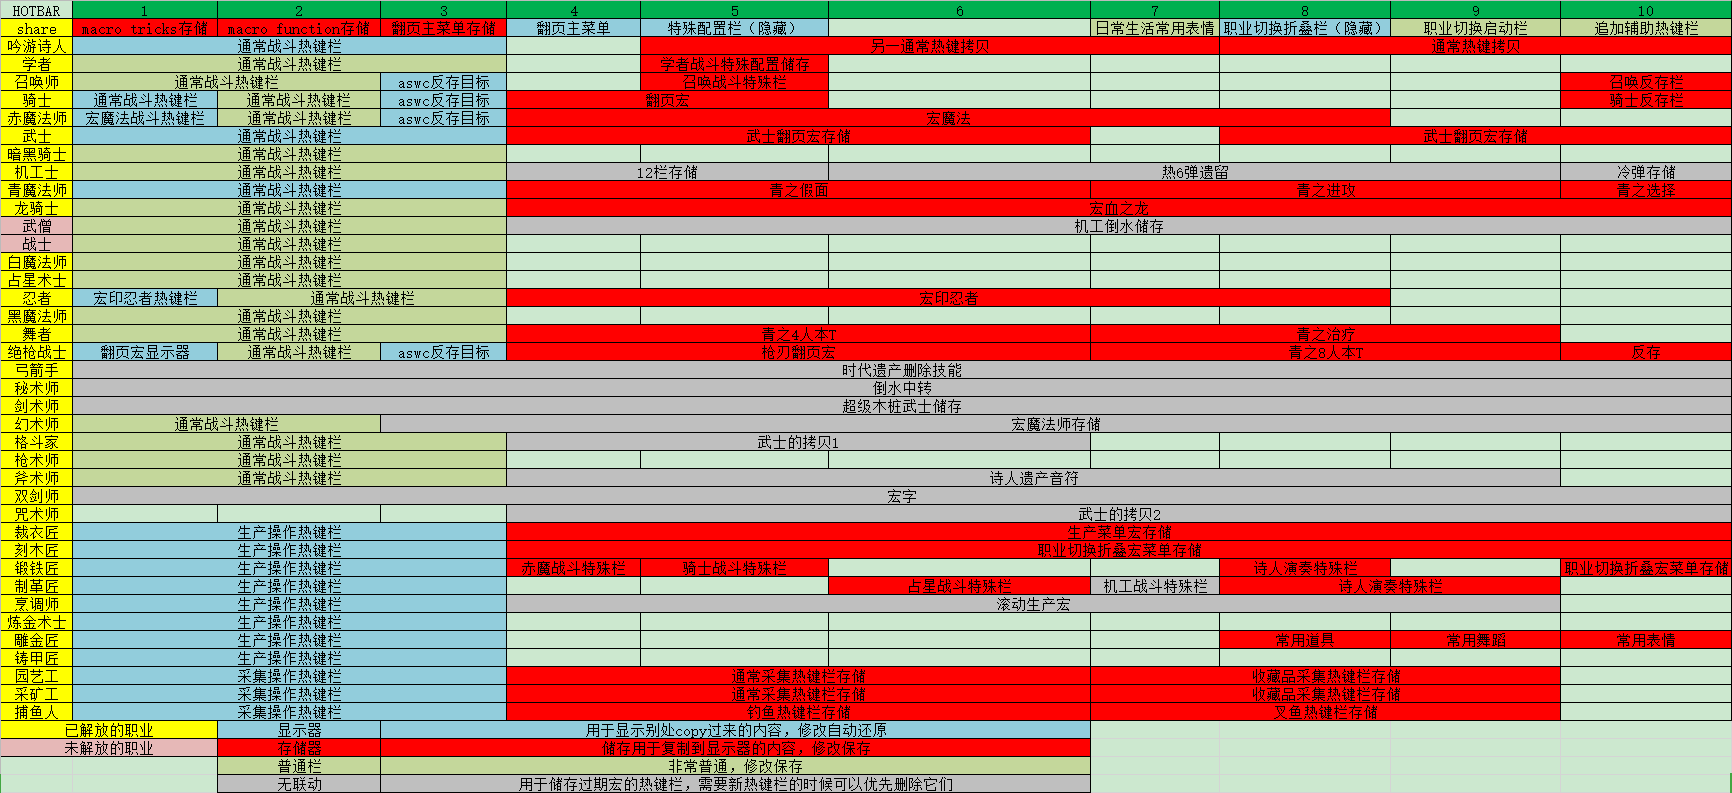 HOTBAR 1 2 3 4 5 6 7 8 9 10
share macro tricks存储 macro function存储 翻页主菜单存储 翻页主菜单 特殊配置栏（隐藏） 日常生活常用表情 职业切换折叠栏（隐藏） 职业切换启动栏 追加辅助热键栏
吟游诗人 通常战斗热键栏 另一通常热键拷贝 通常热键拷贝
学者 通常战斗热键栏 学者战斗特殊配置储存
召唤师 通常战斗热键栏 aswc反存目标 召唤战斗特殊栏 召唤反存栏
骑士 通常战斗热键栏 通常战斗热键栏 aswc反存目标 翻页宏 骑士反存栏
赤魔法师 宏魔法战斗热键栏 通常战斗热键栏 aswc反存目标 宏魔法
武士 通常战斗热键栏 武士翻页宏存储 武士翻页宏存储
暗黑骑士 通常战斗热键栏
机工士 通常战斗热键栏 12栏存储 热6弹遗留 冷弹存储
青魔法师 通常战斗热键栏 青之假面 青之进攻 青之选择
龙骑士 通常战斗热键栏 宏血之龙
武僧 通常战斗热键栏 机工倒水储存
战士 通常战斗热键栏
白魔法师 通常战斗热键栏
占星术士 通常战斗热键栏
忍者 宏印忍者热键栏 通常战斗热键栏 宏印忍者
黑魔法师 通常战斗热键栏
舞者 通常战斗热键栏 青之4人本T 青之治疗
绝枪战士 翻页宏显示器 通常战斗热键栏 aswc反存目标 枪刃翻页宏 青之8人本T 反存
弓箭手 时代遗产删除技能
秘术师 倒水中转
剑术师 超级木桩武士储存
幻术师 通常战斗热键栏 宏魔法师存储
格斗家 通常战斗热键栏 武士的拷贝1
枪术师 通常战斗热键栏
斧术师 通常战斗热键栏 诗人遗产音符
双剑师 宏字
咒术师 武士的拷贝2
裁衣匠 生产操作热键栏 生产菜单宏存储
刻木匠 生产操作热键栏 职业切换折叠宏菜单存储
锻铁匠 生产操作热键栏 赤魔战斗特殊栏 骑士战斗特殊栏 诗人演奏特殊栏 职业切换折叠宏菜单存储
制革匠 生产操作热键栏 占星战斗特殊栏 机工战斗特殊栏 诗人演奏特殊栏
烹调师 生产操作热键栏 滚动生产宏
炼金术士 生产操作热键栏
雕金匠 生产操作热键栏 常用道具 常用舞蹈 常用表情
铸甲匠 生产操作热键栏
园艺工 采集操作热键栏 通常采集热键栏存储 收藏品采集热键栏存储
采矿工 采集操作热键栏 通常采集热键栏存储 收藏品采集热键栏存储
捕鱼人 采集操作热键栏 钓鱼热键栏存储 叉鱼热键栏存储
已解放的职业 显示器 用于显示别处copy过来的内容，修改自动还原
未解放的职业 存储器 储存用于复制到显示器的内容，修改保存
普通栏 非常普通，修改保存
无联动 用于储存过期宏的热键栏，需要新热键栏的时候可以优先删除它们